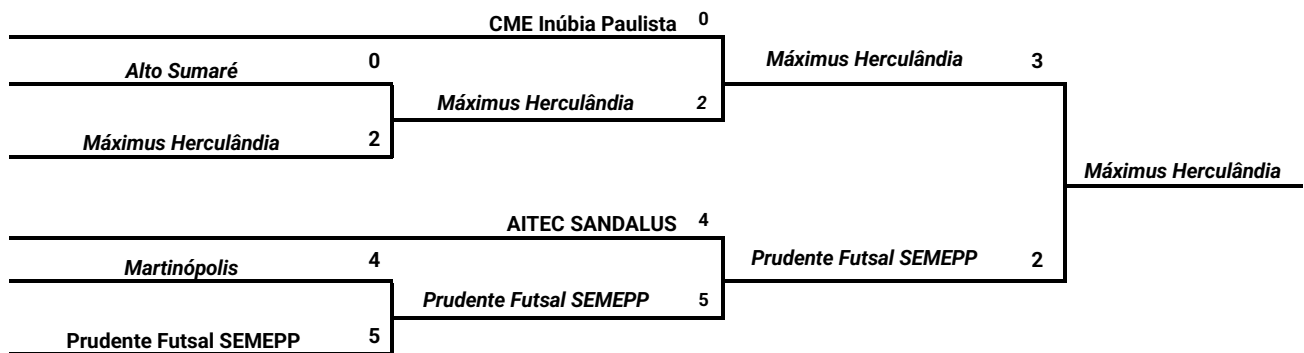 CME Inúbia Paulista 0
Alto Sumaré 0
Máximus Herculândia 3
Máximus Herculândia 2
Máximus Herculândia 2
Máximus Herculândia
AITEC SANDALUS 4
Martinópolis 4
Prudente Futsal SEMEPP 2
Prudente Futsal SEMEPP 5
Prudente Futsal SEMEPP 5